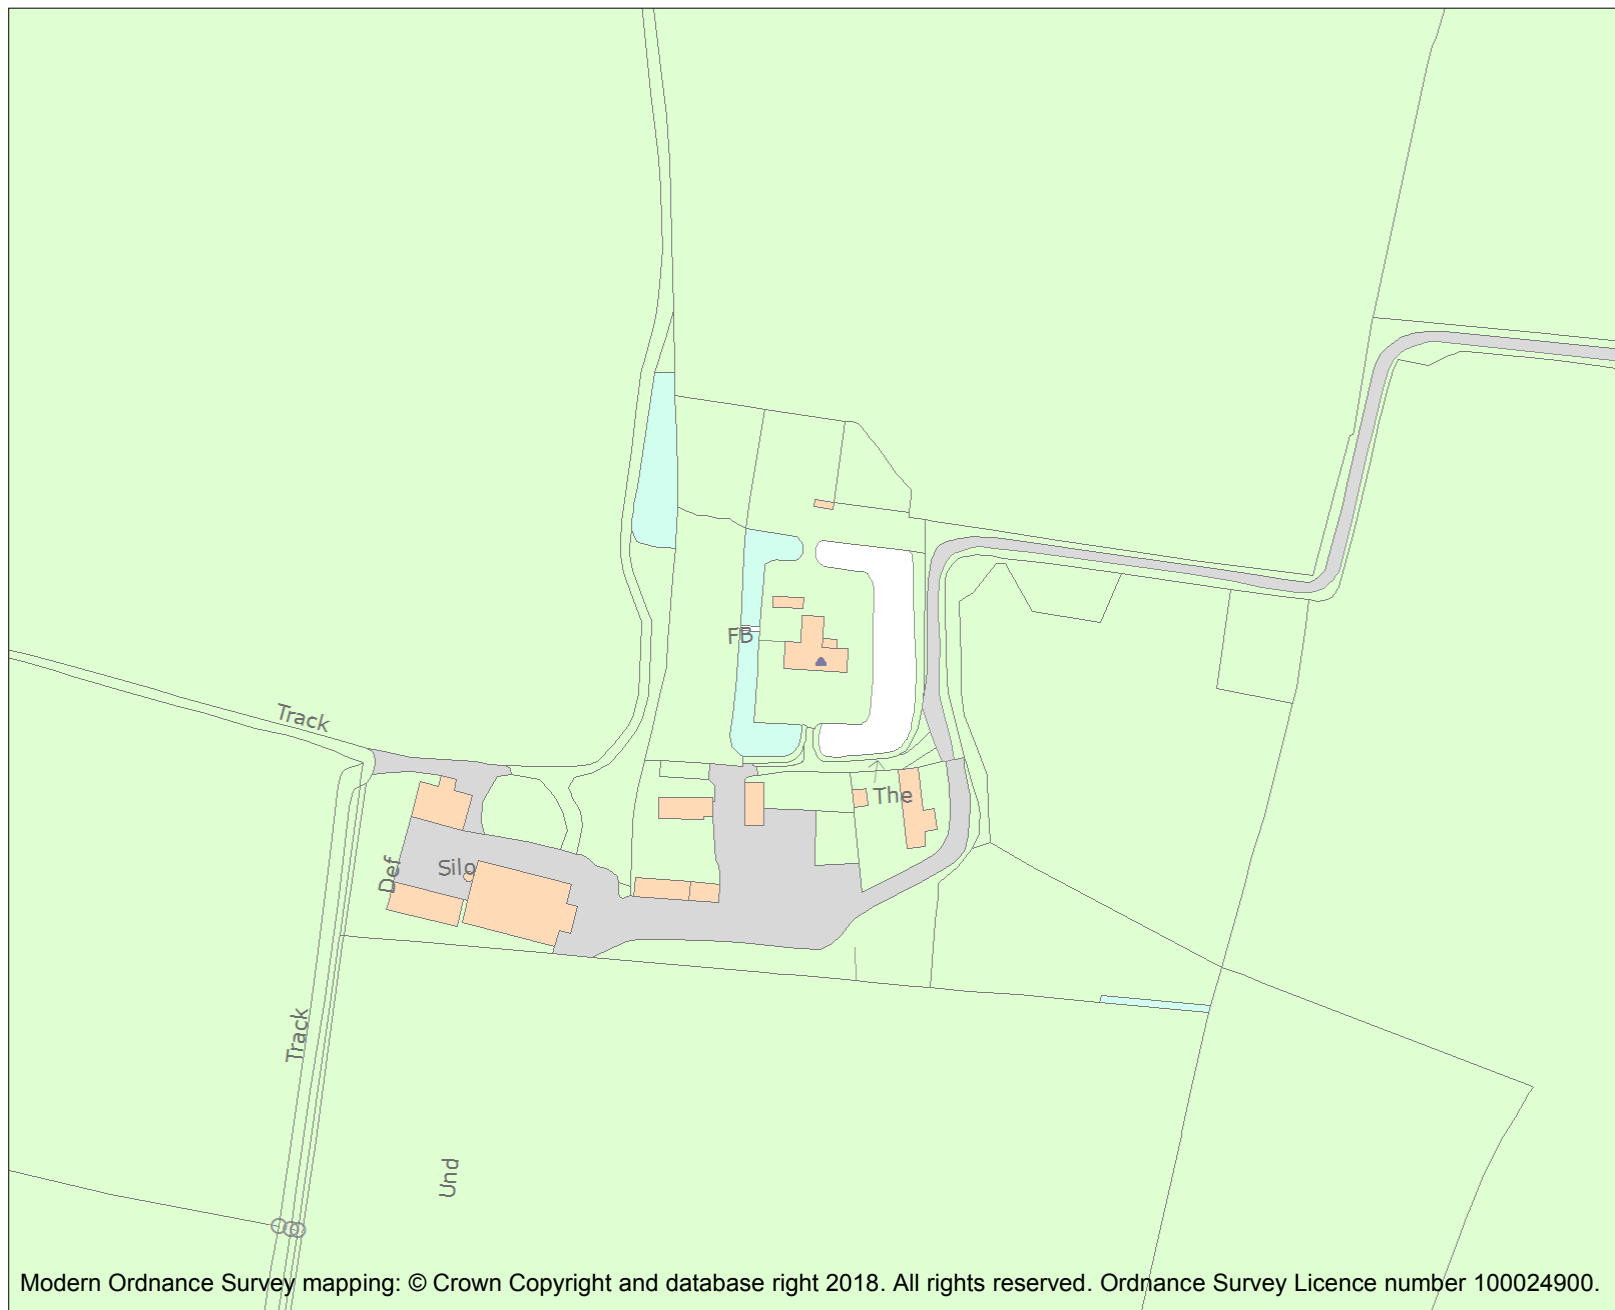 FB
Track
The
Def
Silo
Track
Und
Modern Ordnance Survey mapping: © Crown Copyright and database right 2018. All rights reserved. Ordnance Survey Licence number 100024900.